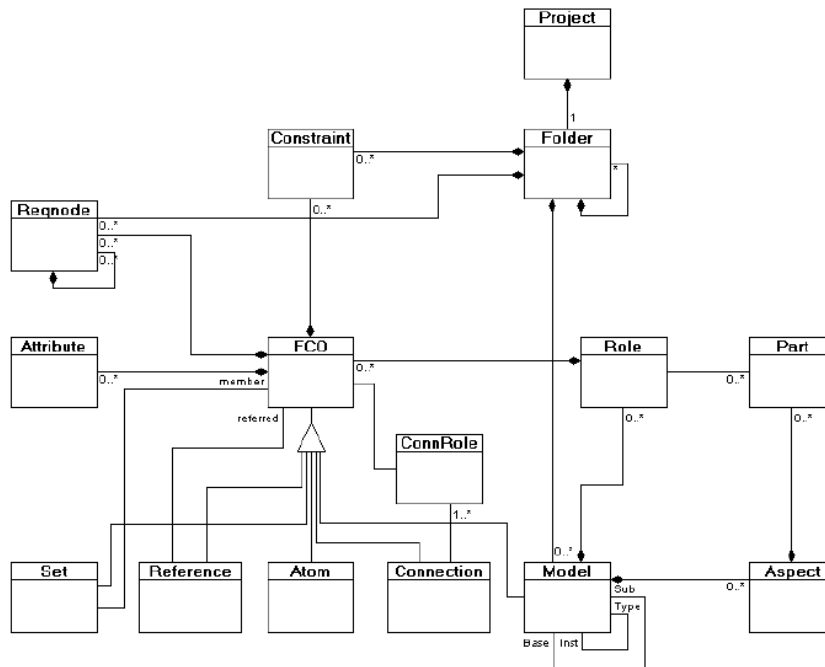 Project
1
Constraint
Folder
0..*
*
0..*
Reqnode
0..*
0..*
0..*
Attribute
FCO
Role
Part
0..*
0..*
0..*
member
0..*
0..*
referred
ConnRole
1..*
0..*
Set
Reference
Atom
Connection
Model
Aspect
Sub
0..*
Type
Base
Inst